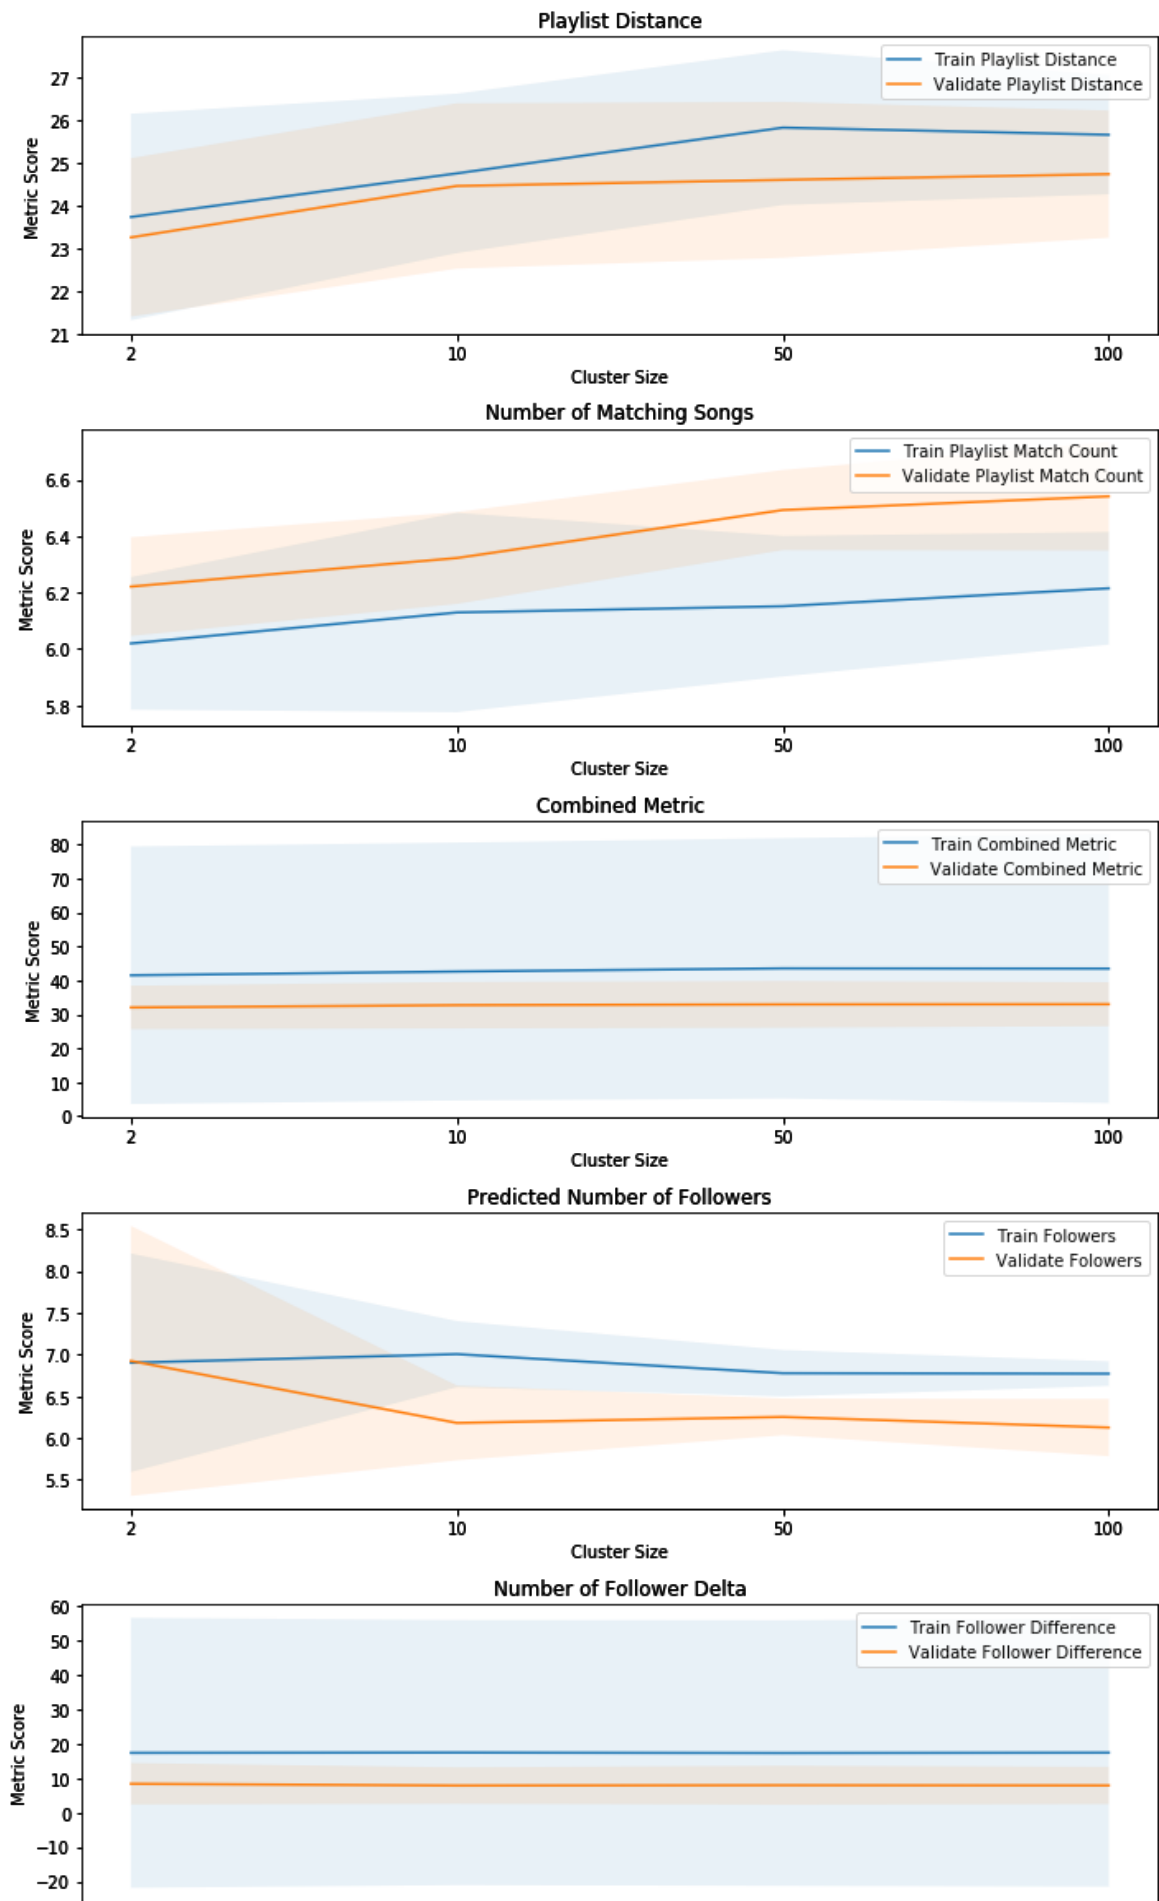 Playlist Distance
Train Playlist Distance
Validate Playlist Distance
27
26
25
24
23
22
21
Metric Score
2 10 50 100
Cluster Size
Number of Matching Songs
Train Playlist Match Count
Validate Playlist Match Count
6.6
6.4
6.2
6.0
5.8
Metric Score
2 10 50 100
Cluster Size
Combined Metric
Train Combined Metric
Validate Combined Metric
80
70
60
50
40
30
20
10
0
Metric Score
2 10 50 100
Cluster Size
Predicted Number of Followers
Train Folowers
Validate Folowers
8.5
8.0
7.5
7.0
6.5
6.0
5.5
Metric Score
2 10 50 100
Cluster Size
Number of Follower Delta
Train Follower Difference
Validate Follower Difference
60
50
40
30
20
10
0
−10
−20
Metric Score